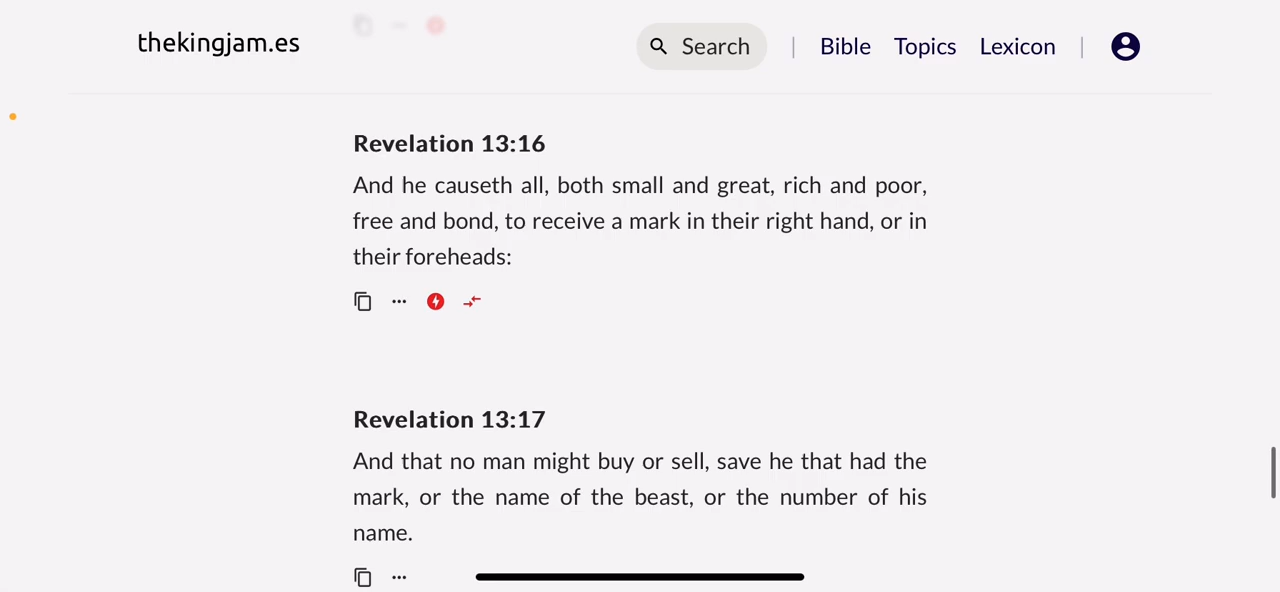 thekingjam.es
Search | Bible Topics Lexicon |
Revelation 13:16
And he causeth all, both small and great, rich and poor,
free and bond, to receive a mark in their right hand, or in
their foreheads:
Revelation 13:17
And that no man might buy or sell, save he that had the
mark, or the name of the beast, or the number of his
name.